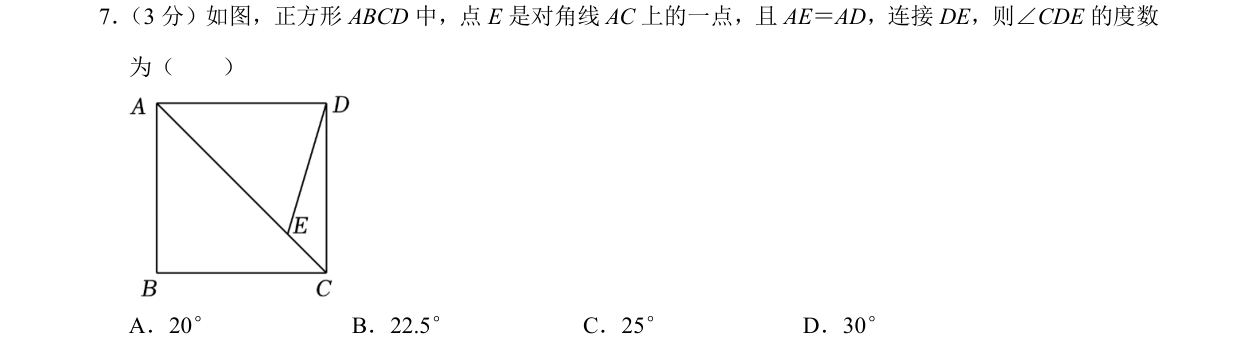 7.（3 分）如图，正方形 ABCD 中，点 E 是对角线 AC 上的一点，且 AE＝AD，连接 DE，则∠CDE 的度数
为（　　）
A D
E
B C
A．20° B．22.5° C．25° D．30°